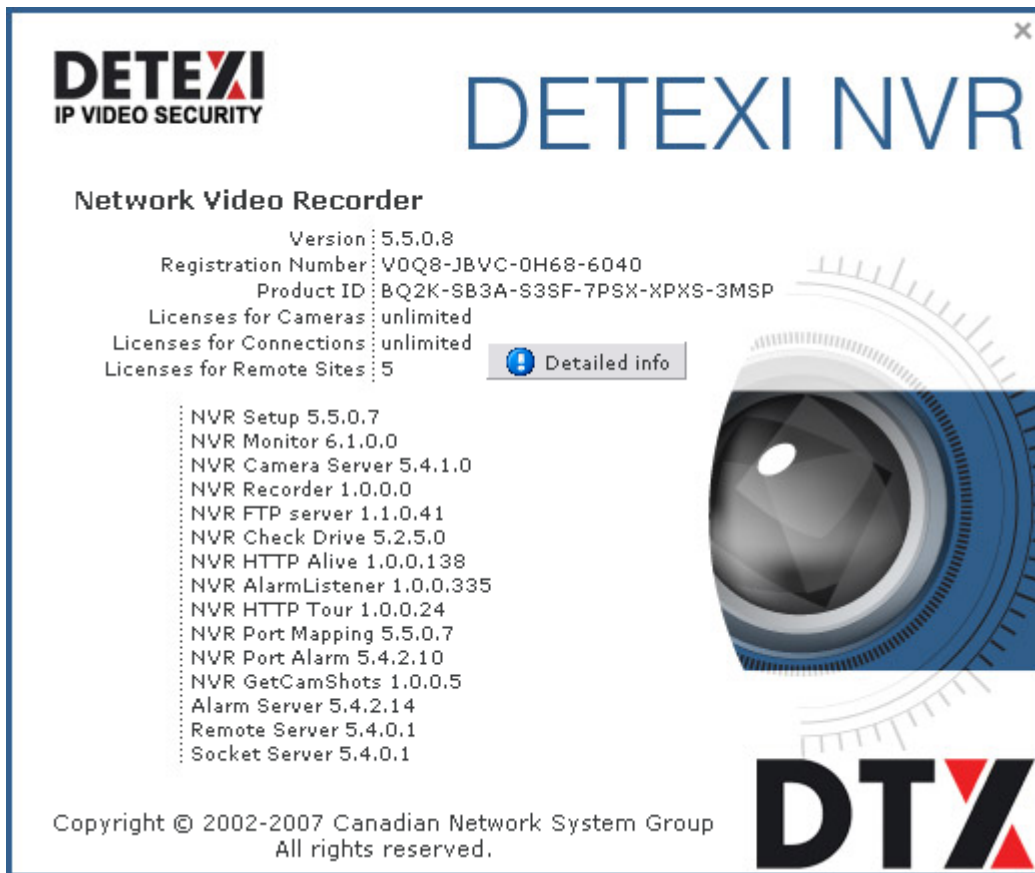 DETEXI
IP VIDEO SECURITY
DETEXI NVR
Network Video Recorder
Version 5.5.0.8
Registration Number V0Q8-JBVC-0H68-6040
Product ID BQ2K-SB3A-S3SF-7PSX-XPXS-3MSP
Licenses for Cameras unlimited
Licenses for Connections unlimited
Licenses for Remote Sites 5
Detailed info
NVR Setup 5.5.0.7
NVR Monitor 6.1.0.0
NVR Camera Server 5.4.1.0
NVR Recorder 1.0.0.0
NVR FTP server 1.1.0.41
NVR Check Drive 5.2.5.0
NVR HTTP Alive 1.0.0.138
NVR AlarmListener 1.0.0.335
NVR HTTP Tour 1.0.0.24
NVR Port Mapping 5.5.0.7
NVR Port Alarm 5.4.2.10
NVR GetCamShots 1.0.0.5
Alarm Server 5.4.2.14
Remote Server 5.4.0.1
Socket Server 5.4.0.1
DTX
Copyright © 2002-2007 Canadian Network System Group
All rights reserved.